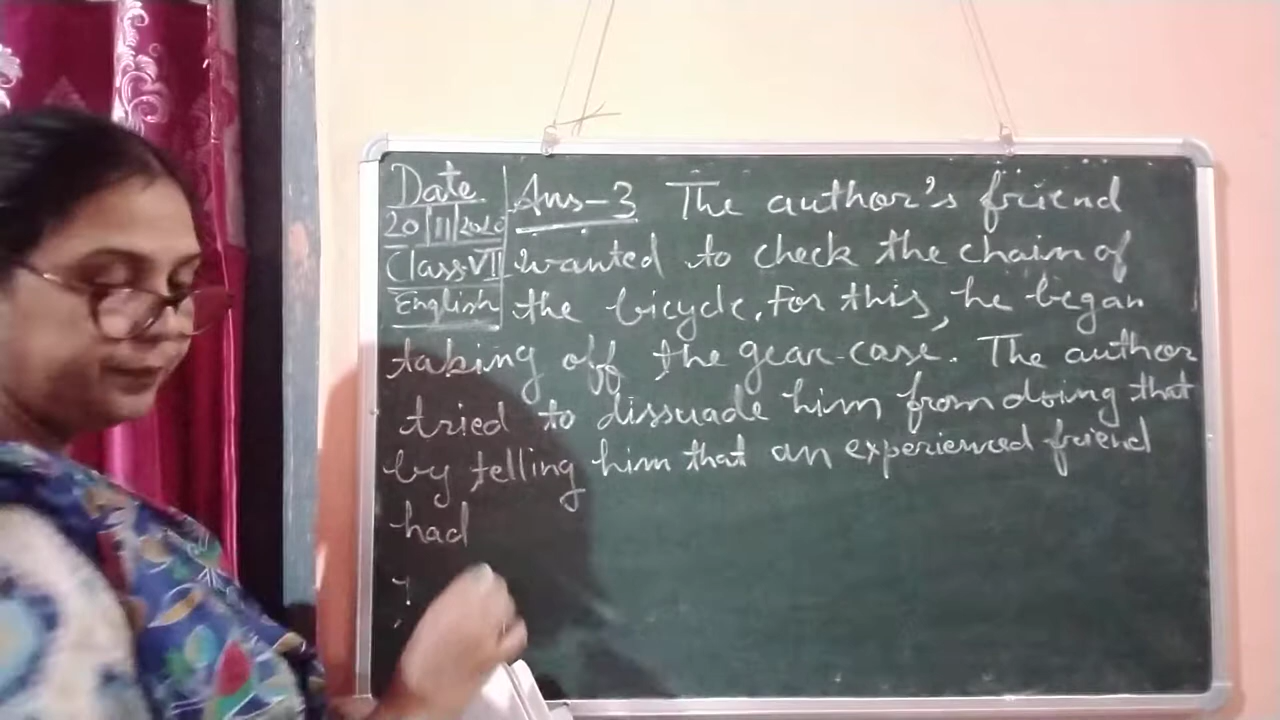 Date
20/11/2020
Class-VII
English
Ans-3 The author's friend
wanted to check the chain of
the bicycle. For this, he began
taking off the gear-case. The author
tried to dissuade him from doing that
by telling him that an experienced friend
had